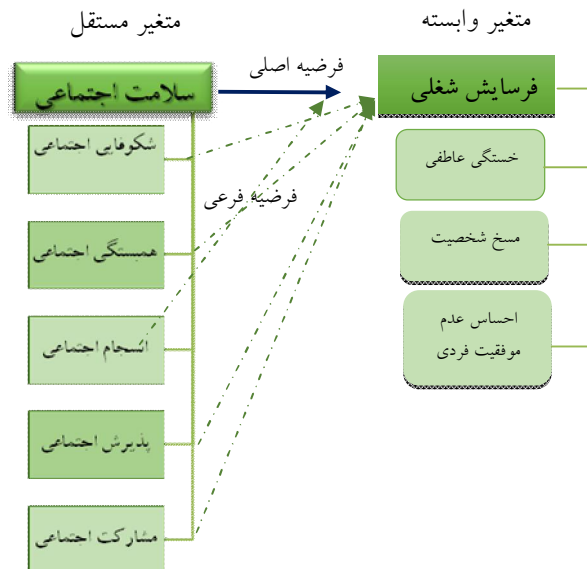 متغیر مستقل
متغیر وابسته
فرضیه اصلی
سلامت اجتماعی
فرسایش شغلی
شکوفایی اجتماعی
خستگی عاطفی
فرضیه فرعی
همبستگی اجتماعی
مسخ شخصیت
انسجام اجتماعی
احساس عدم
موفقیت فردی
پذیرش اجتماعی
مشارکت اجتماعی